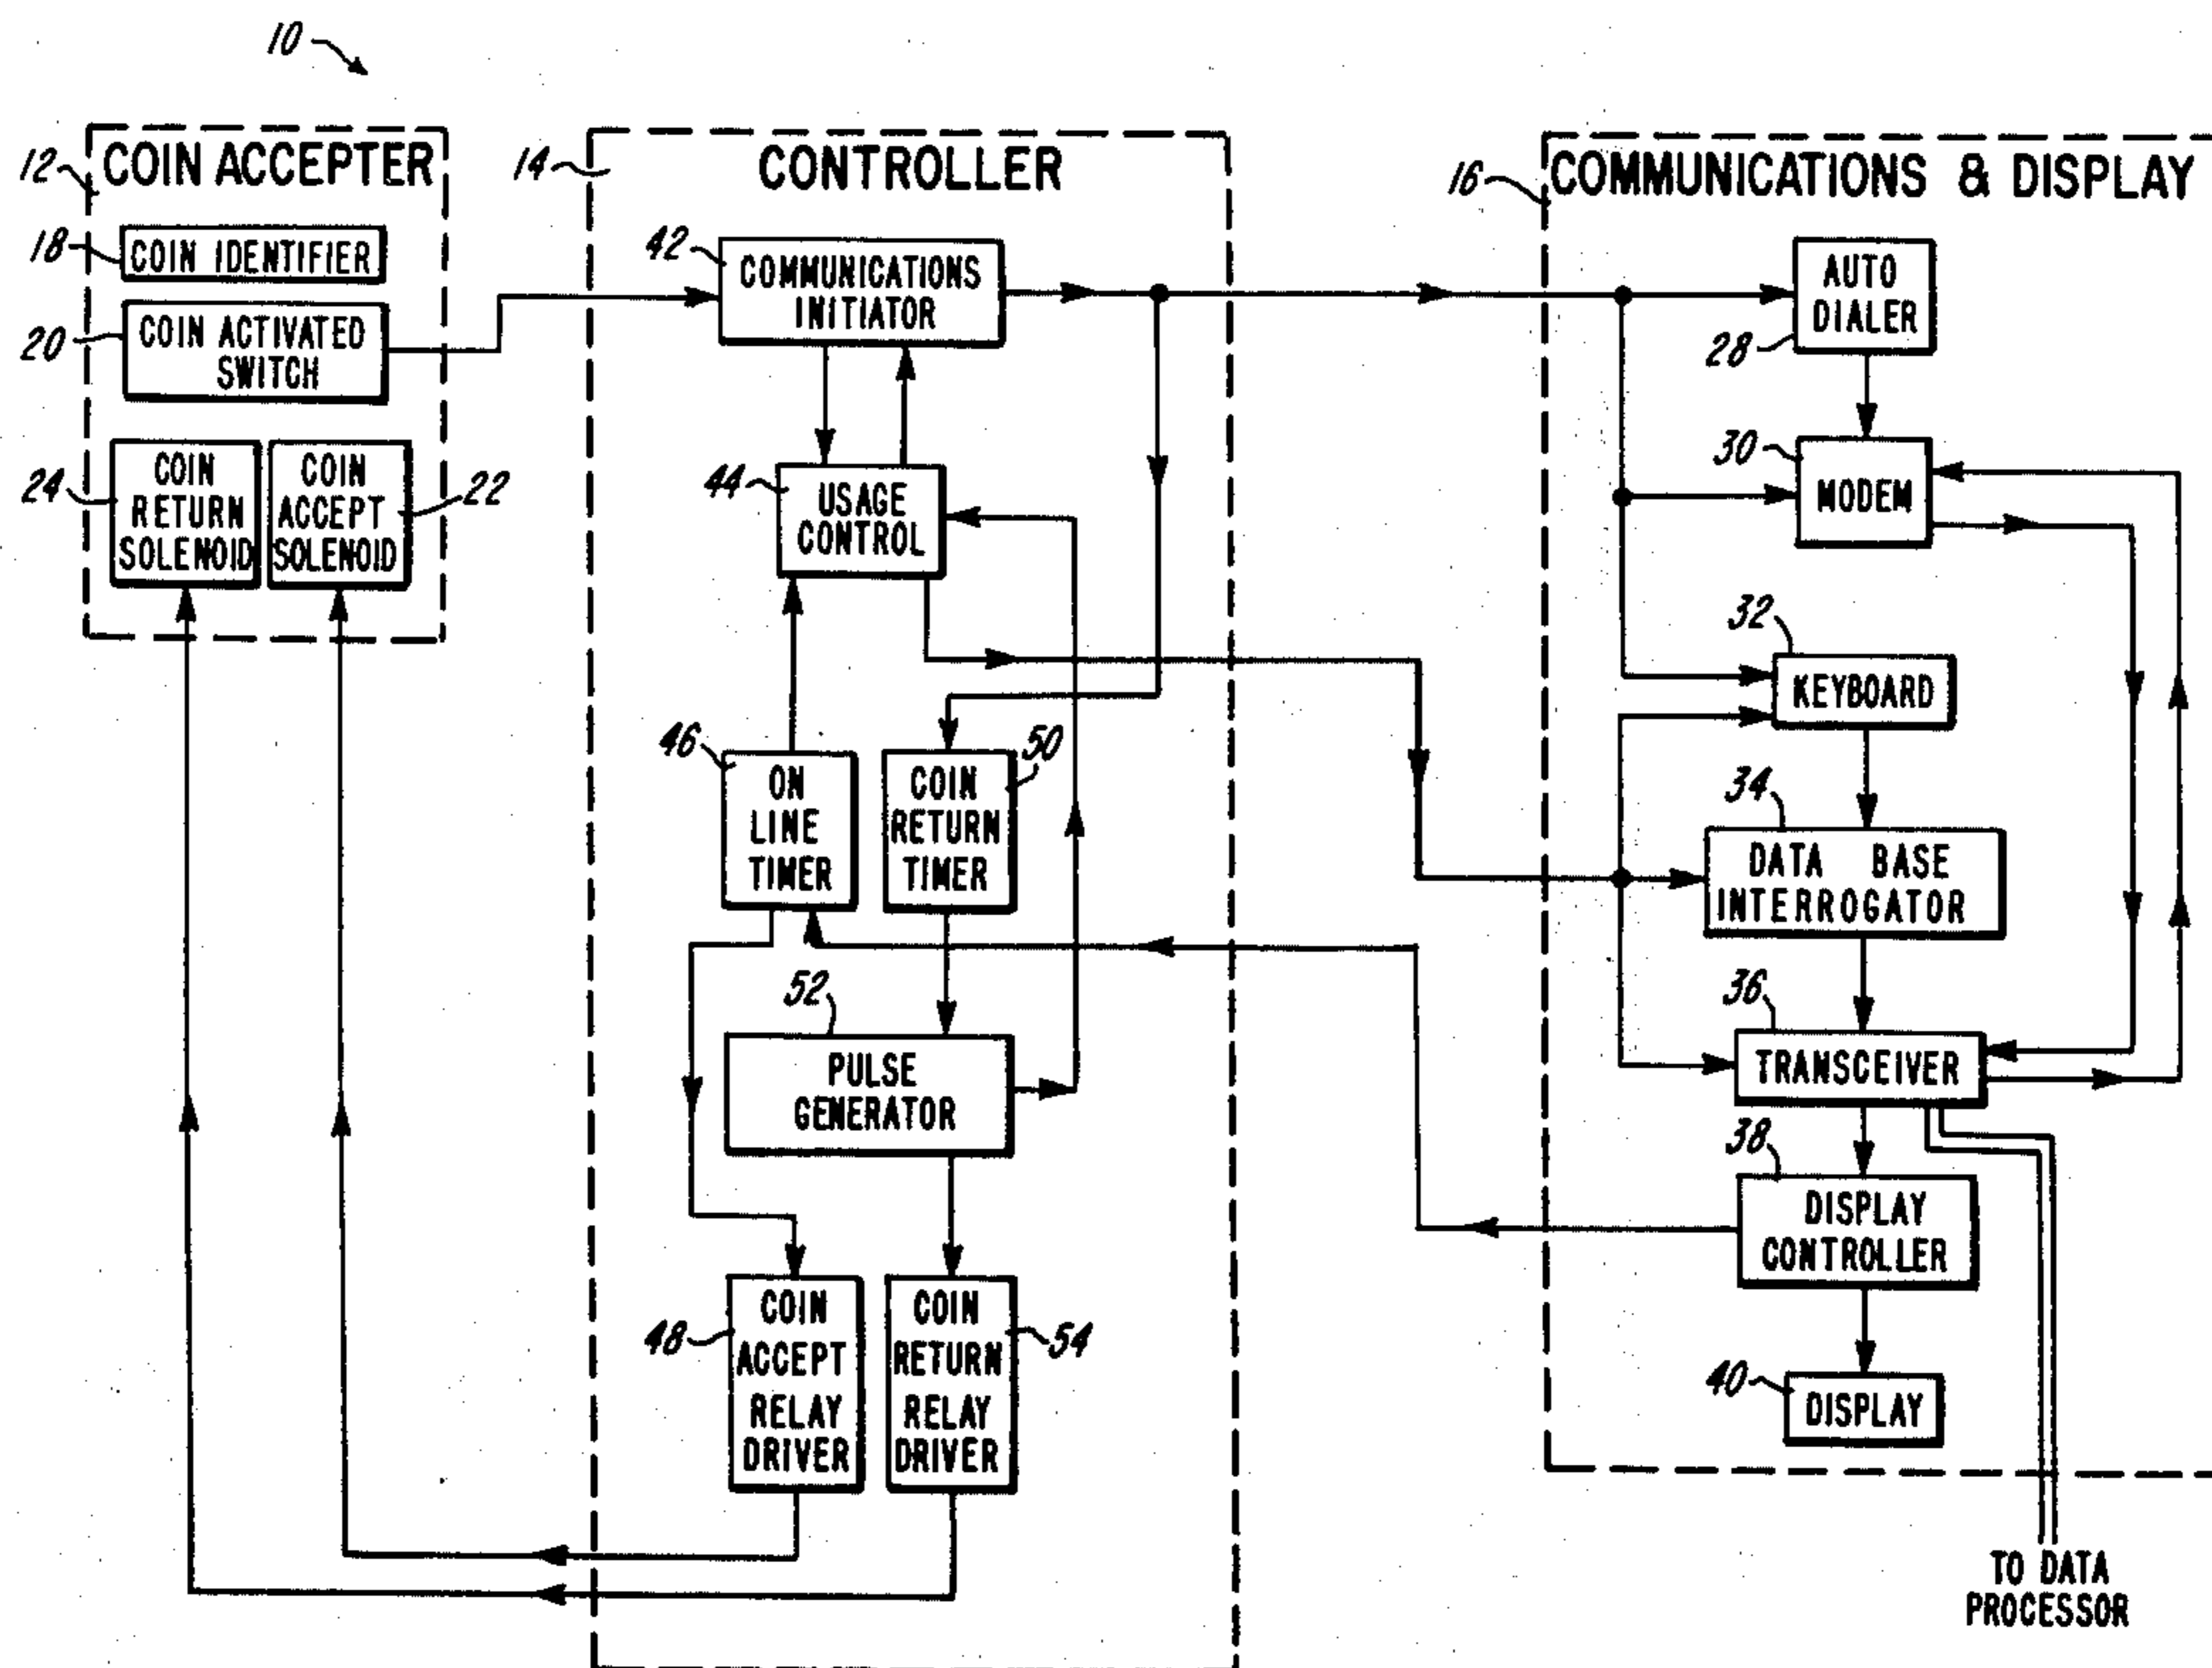 10
12
COIN ACCEPTER
18
COIN IDENTIFIER
20
COIN ACTIVATED
SWITCH
24
COIN
RETURN
SOLENOID
COIN
ACCEPT
SOLENOID
22
14
CONTROLLER
42
COMMUNICATIONS
INITIATOR
44
USAGE
CONTROL
46
ON
LINE
TIMER
50
COIN
RETURN
TIMER
52
PULSE
GENERATOR
48
COIN
ACCEPT
RELAY
DRIVER
COIN
RETURN
RELAY
DRIVER
54
16
COMMUNICATIONS & DISPLAY
AUTO
DIALER
28
30
MODEM
32
KEYBOARD
34
DATA BASE
INTERROGATOR
36
TRANSCEIVER
38
DISPLAY
CONTROLLER
40
DISPLAY
TO DATA
PROCESSOR